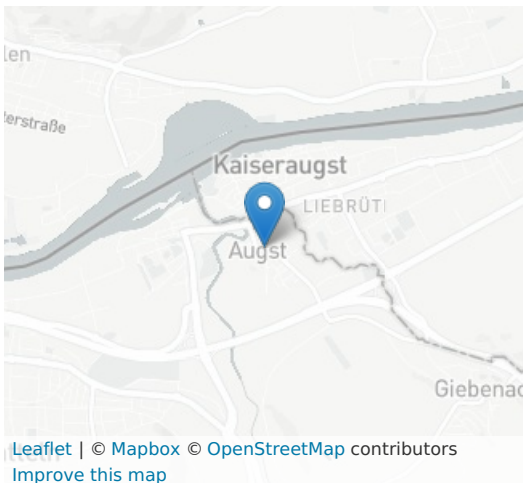 len
erstraße
Kaiseraugst
LIEBRÜTI
Augst
Giebenac
Leaflet | © Mapbox © OpenStreetMap contributors
Improve this map